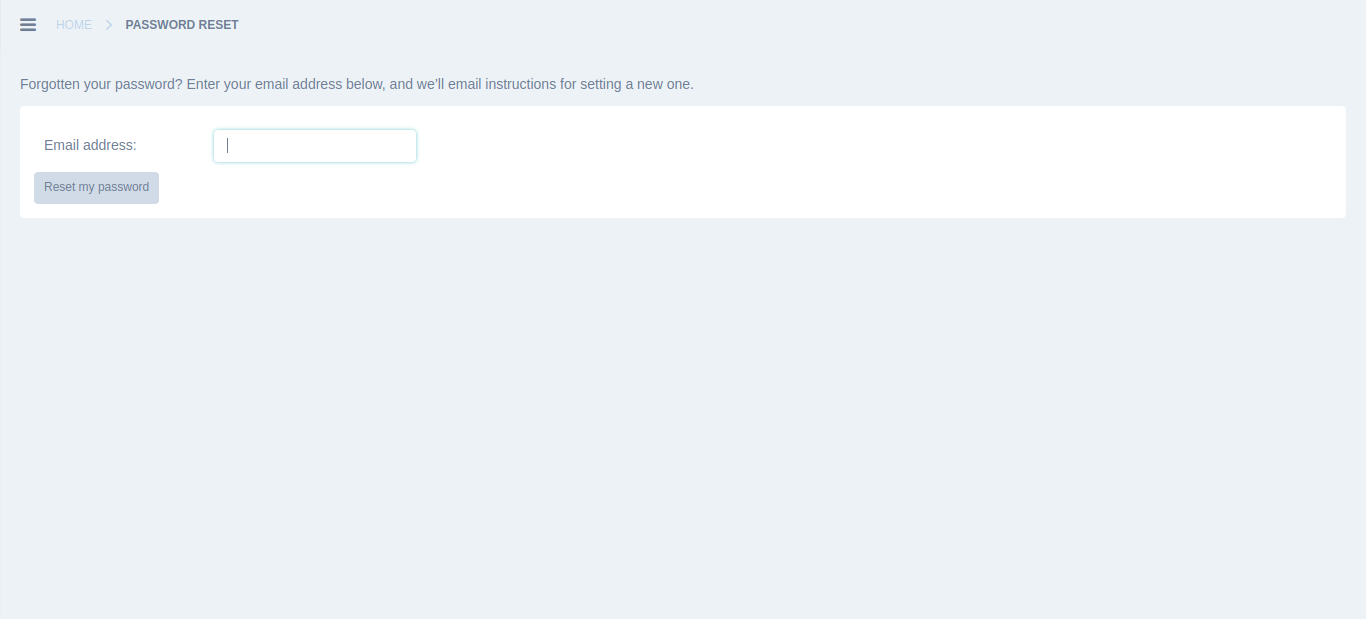 HOME > PASSWORD RESET
Forgotten your password? Enter your email address below, and we'll email instructions for setting a new one.
Email address:
Reset my password